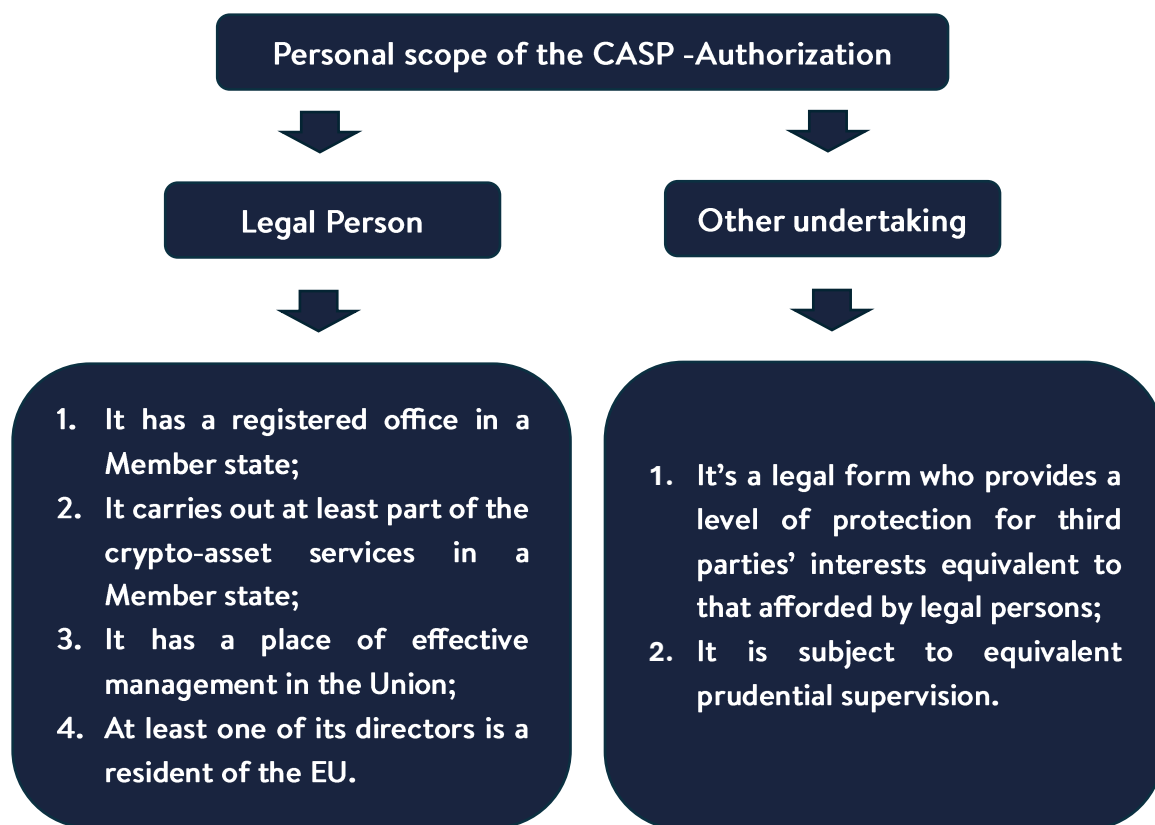 Personal scope of the CASP -Authorization
Legal Person
Other undertaking
1. It has a registered office in a
Member state;
2. It carries out at least part of the
crypto-asset services in a
Member state;
3. It has a place of effective
management in the Union;
4. At least one of its directors is a
resident of the EU.
1. It’s a legal form who provides a
level of protection for third
parties’ interests equivalent to
that afforded by legal persons;
2. It is subject to equivalent
prudential supervision.